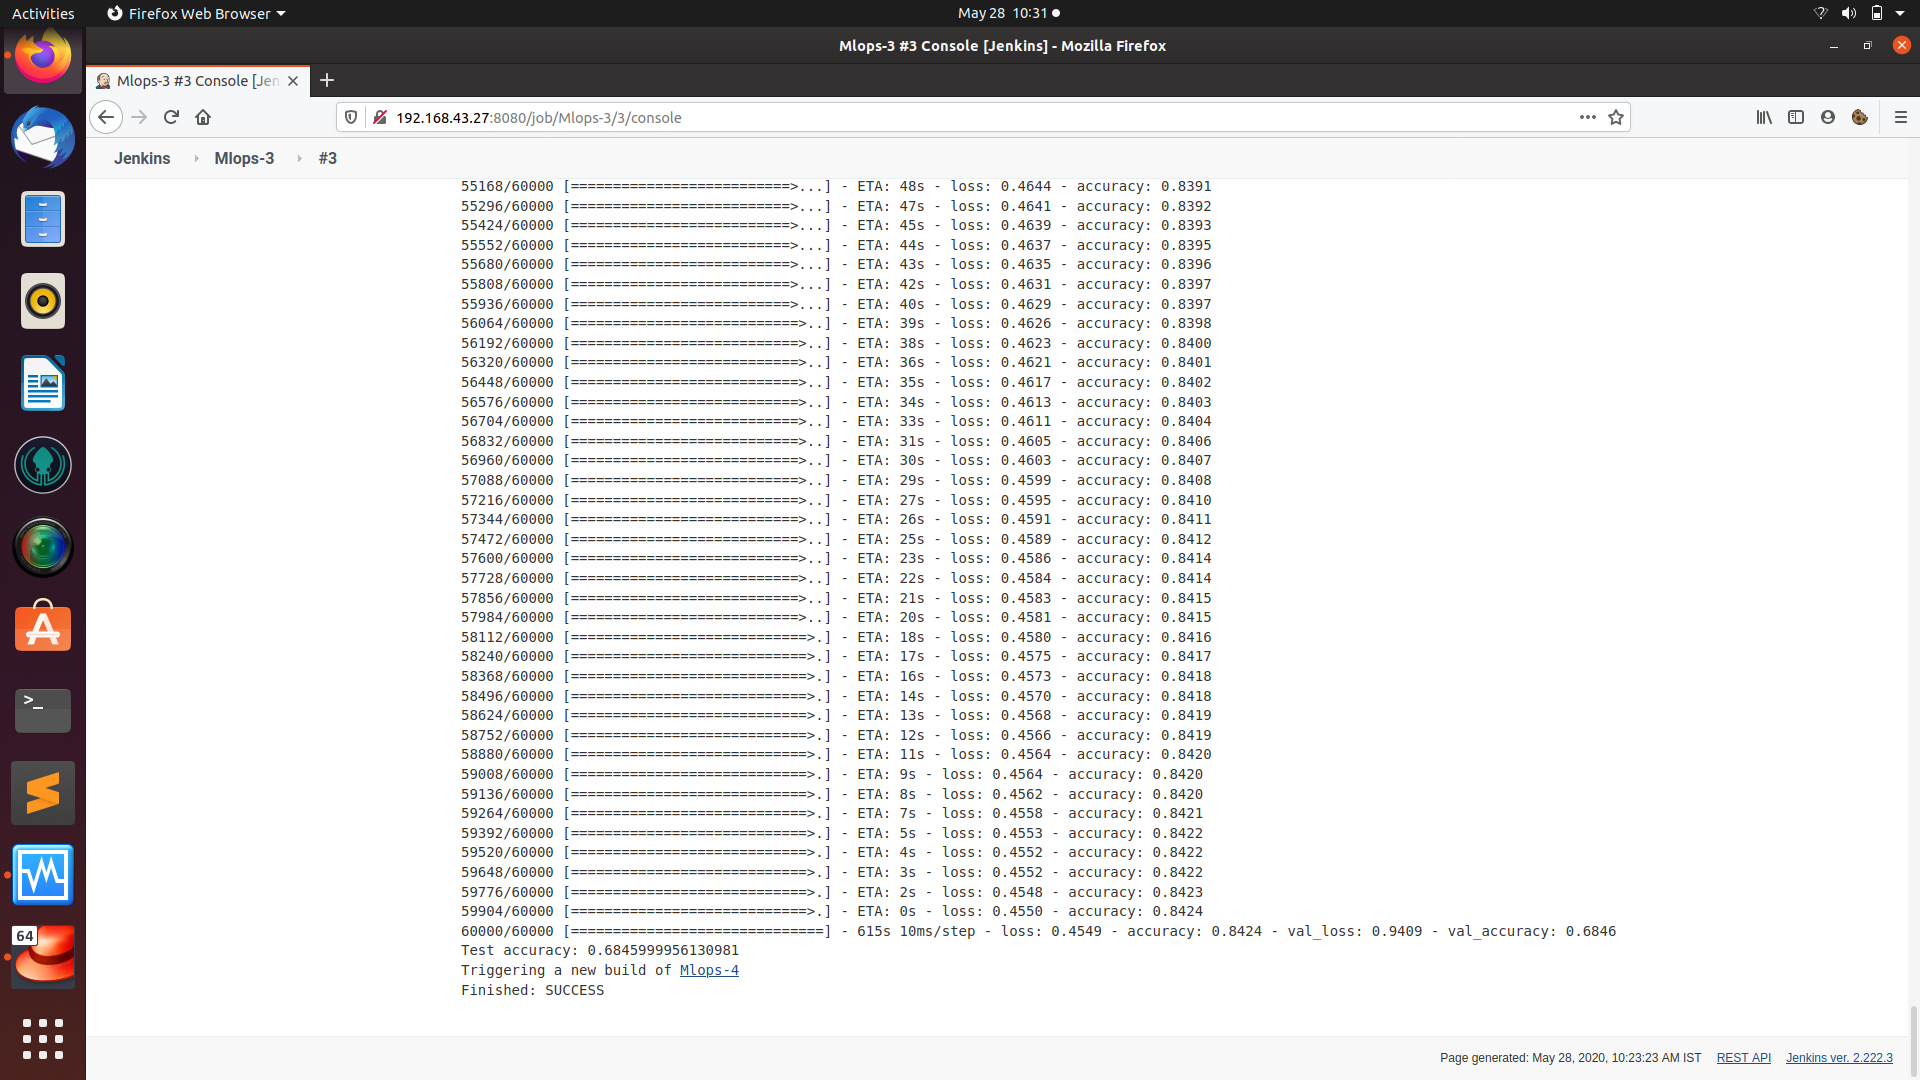 Activities
Firefox Web Browser
May 28 10:31
Mlops-3 #3 Console [Jenkins] - Mozilla Firefox
Mlops-3 #3 Console [Jen
192.168.43.27:8080/job/Mlops-3/3/console
Jenkins
Mlops-3
#3
55168/60000 [==========================>...] - ETA: 48s - loss: 0.4644 - accuracy: 0.8391
55296/60000 [==========================>...] - ETA: 47s - loss: 0.4641 - accuracy: 0.8392
55424/60000 [==========================>...] - ETA: 45s - loss: 0.4639 - accuracy: 0.8393
55552/60000 [==========================>...] - ETA: 44s - loss: 0.4637 - accuracy: 0.8395
55680/60000 [==========================>...] - ETA: 43s - loss: 0.4635 - accuracy: 0.8396
55808/60000 [==========================>...] - ETA: 42s - loss: 0.4631 - accuracy: 0.8397
55936/60000 [==========================>...] - ETA: 40s - loss: 0.4629 - accuracy: 0.8397
56064/60000 [===========================>..] - ETA: 39s - loss: 0.4626 - accuracy: 0.8398
56192/60000 [===========================>..] - ETA: 38s - loss: 0.4623 - accuracy: 0.8400
56320/60000 [===========================>..] - ETA: 36s - loss: 0.4621 - accuracy: 0.8401
56448/60000 [===========================>..] - ETA: 35s - loss: 0.4617 - accuracy: 0.8402
56576/60000 [===========================>..] - ETA: 34s - loss: 0.4613 - accuracy: 0.8403
56704/60000 [===========================>..] - ETA: 33s - loss: 0.4611 - accuracy: 0.8404
56832/60000 [===========================>..] - ETA: 31s - loss: 0.4605 - accuracy: 0.8406
56960/60000 [===========================>..] - ETA: 30s - loss: 0.4603 - accuracy: 0.8407
57088/60000 [===========================>..] - ETA: 29s - loss: 0.4599 - accuracy: 0.8408
57216/60000 [===========================>..] - ETA: 27s - loss: 0.4595 - accuracy: 0.8410
57344/60000 [===========================>..] - ETA: 26s - loss: 0.4591 - accuracy: 0.8411
57472/60000 [===========================>..] - ETA: 25s - loss: 0.4589 - accuracy: 0.8412
57600/60000 [===========================>..] - ETA: 23s - loss: 0.4586 - accuracy: 0.8414
57728/60000 [===========================>..] - ETA: 22s - loss: 0.4584 - accuracy: 0.8414
57856/60000 [===========================>..] - ETA: 21s - loss: 0.4583 - accuracy: 0.8415
57984/60000 [===========================>..] - ETA: 20s - loss: 0.4581 - accuracy: 0.8415
58112/60000 [============================>.] - ETA: 18s - loss: 0.4580 - accuracy: 0.8416
58240/60000 [============================>.] - ETA: 17s - loss: 0.4575 - accuracy: 0.8417
58368/60000 [============================>.] - ETA: 16s - loss: 0.4573 - accuracy: 0.8418
58496/60000 [============================>.] - ETA: 14s - loss: 0.4570 - accuracy: 0.8418
58624/60000 [============================>.] - ETA: 13s - loss: 0.4568 - accuracy: 0.8419
58752/60000 [============================>.] - ETA: 12s - loss: 0.4566 - accuracy: 0.8419
58880/60000 [============================>.] - ETA: 11s - loss: 0.4564 - accuracy: 0.8420
59008/60000 [============================>.] - ETA: 9s - loss: 0.4564 - accuracy: 0.8420
59136/60000 [============================>.] - ETA: 8s - loss: 0.4562 - accuracy: 0.8420
59264/60000 [============================>.] - ETA: 7s - loss: 0.4558 - accuracy: 0.8421
59392/60000 [============================>.] - ETA: 5s - loss: 0.4553 - accuracy: 0.8422
59520/60000 [============================>.] - ETA: 4s - loss: 0.4552 - accuracy: 0.8422
59648/60000 [============================>.] - ETA: 3s - loss: 0.4552 - accuracy: 0.8422
59776/60000 [============================>.] - ETA: 2s - loss: 0.4548 - accuracy: 0.8423
59904/60000 [============================>.] - ETA: 0s - loss: 0.4550 - accuracy: 0.8424
60000/60000 [==============================] - 615s 10ms/step - loss: 0.4549 - accuracy: 0.8424 - val_loss: 0.9409 - val_accuracy: 0.6846
Test accuracy: 0.6845999956130981
Triggering a new build of Mlops-4
Finished: SUCCESS
64
Page generated: May 28, 2020, 10:23:23 AM IST
REST API
Jenkins ver. 2.222.3